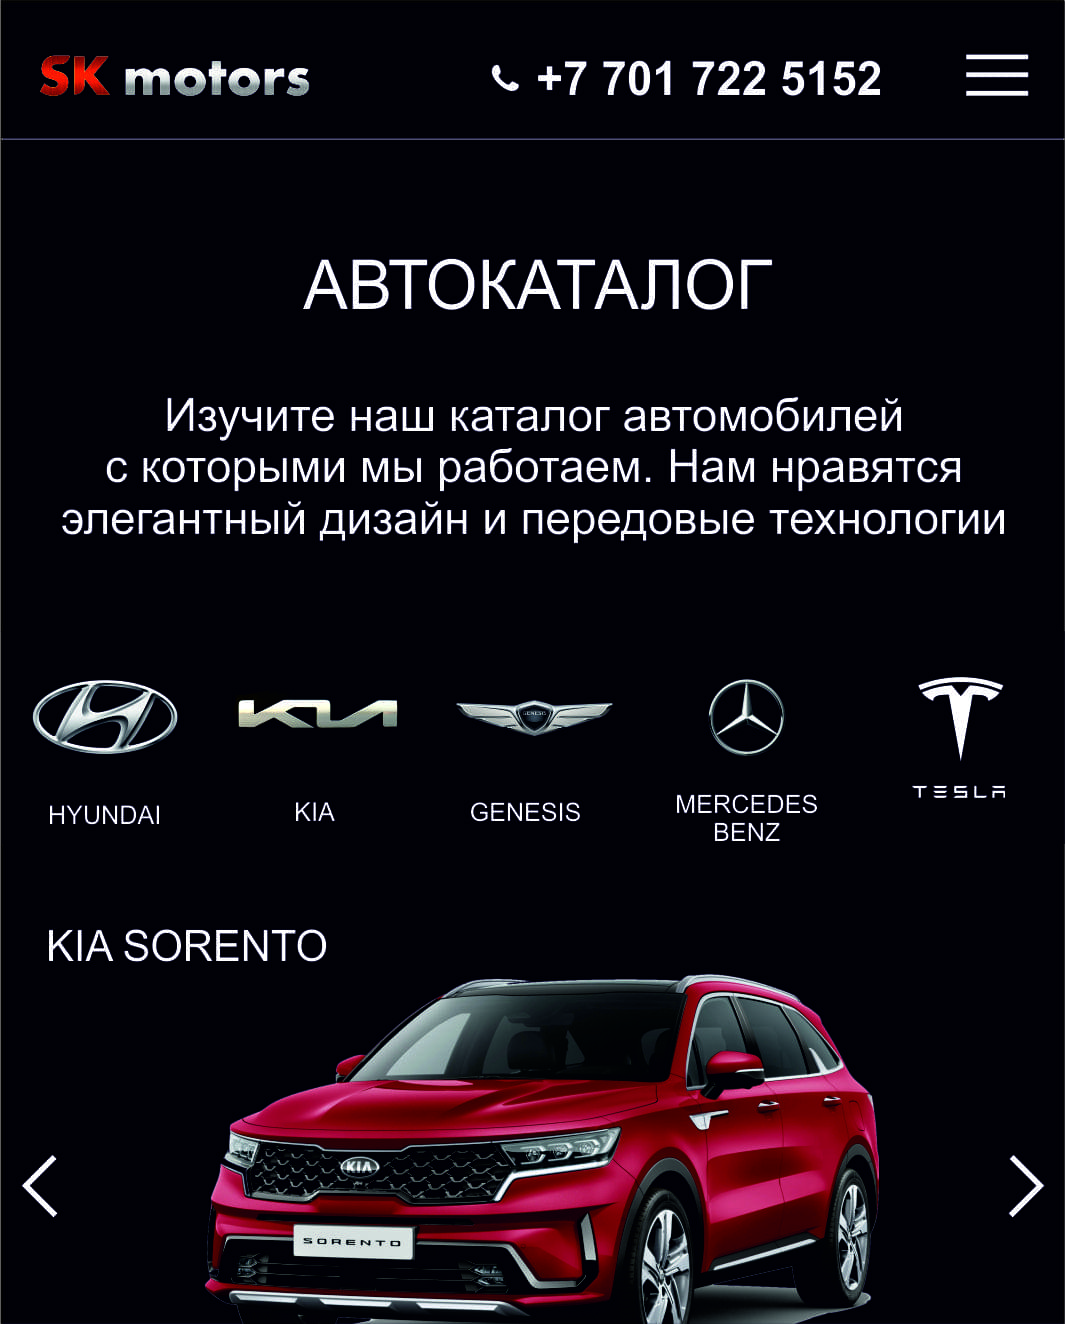 SK motors
+7 701 722 5152
АВТОКАТАЛОГ
Изучите наш каталог автомобилей
с которыми мы работаем. Нам нравятся
элегантный дизайн и передовые технологии
GENESIS
TESLA
HYUNDAI
KIA
GENESIS
MERCEDES
BENZ
KIA SORENTO
KIA
SORENTO